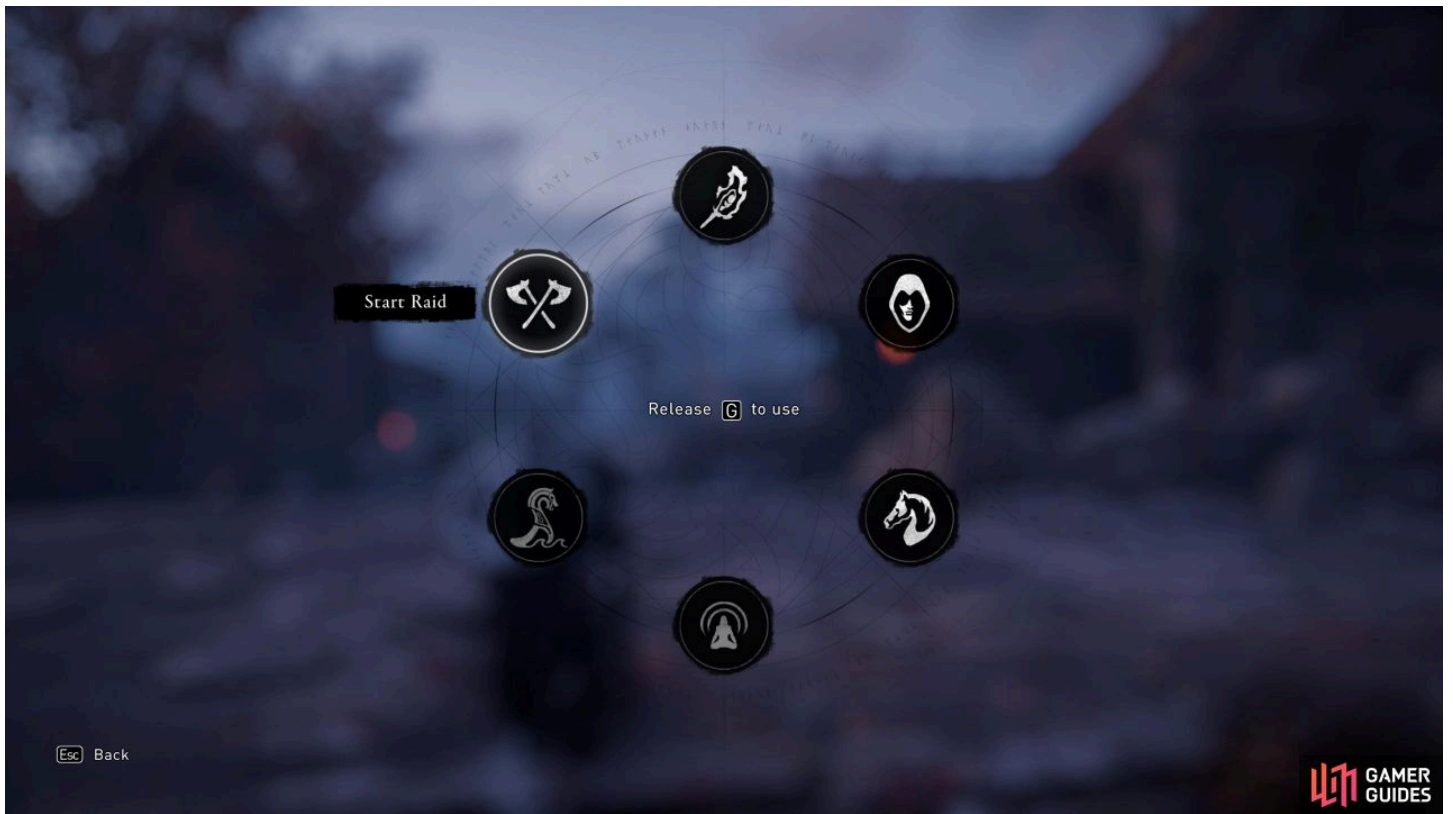 Start Raid
Release G to use
Esc Back
GAMER
GUIDES